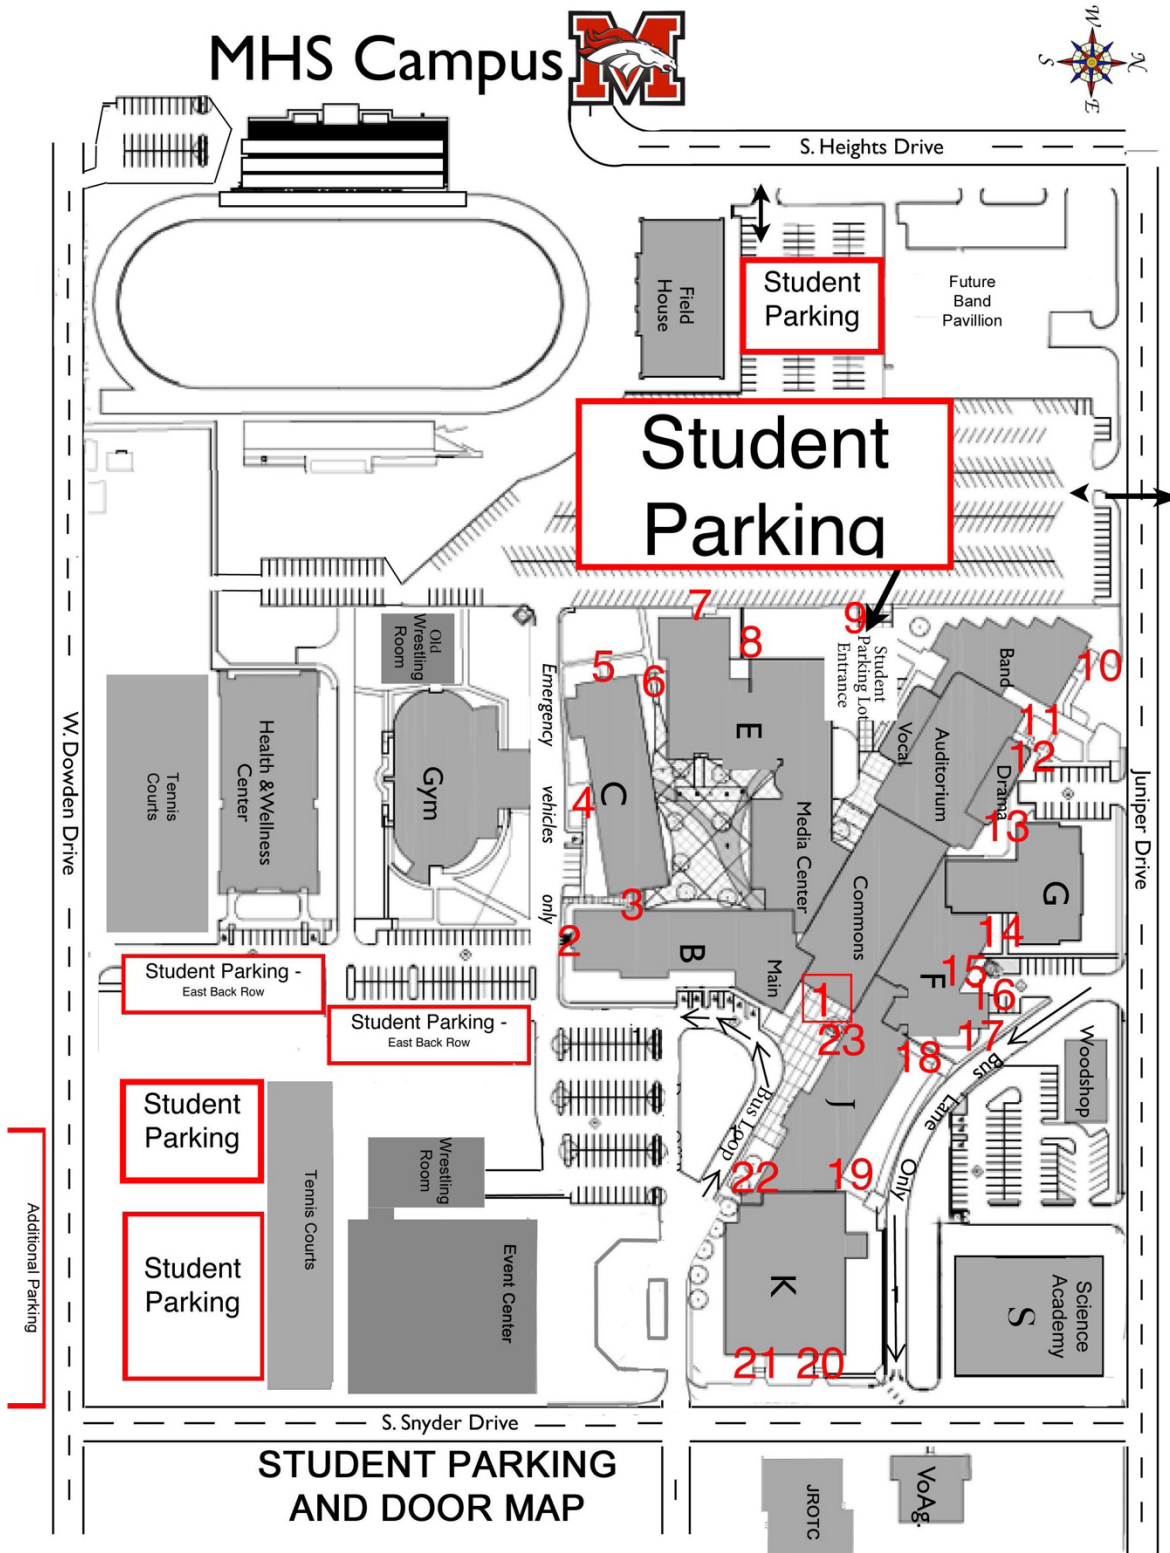 MHS Campus
M
W
N
S
E
S. Heights Drive
Field
House
Student
Parking
Future
Band
Pavillion
Student
Parking
7
8
9
Student
Parking Lot
Entrance
Old
Wrestling
Room
5
6
Emergency vehicles only
Band
10
11
12
Vocal
Auditorium
Drama
13
W. Dowden Drive
Juniper Drive
Tennis
Courts
Health & Wellness
Center
Gym
4
C
E
Media Center
Commons
G
3
2
B
Main
14
F
15
16
17
18
1
23
Student Parking -
East Back Row
Student Parking -
East Back Row
Bus Loop
Bus Lane Only
Woodshop
J
19
22
Student
Parking
Tennis Courts
Wrestling
Room
Additional Parking
Student
Parking
Event Center
K
21
20
Science
Academy
S
S. Snyder Drive
STUDENT PARKING
AND DOOR MAP
JROTC
VoAg.